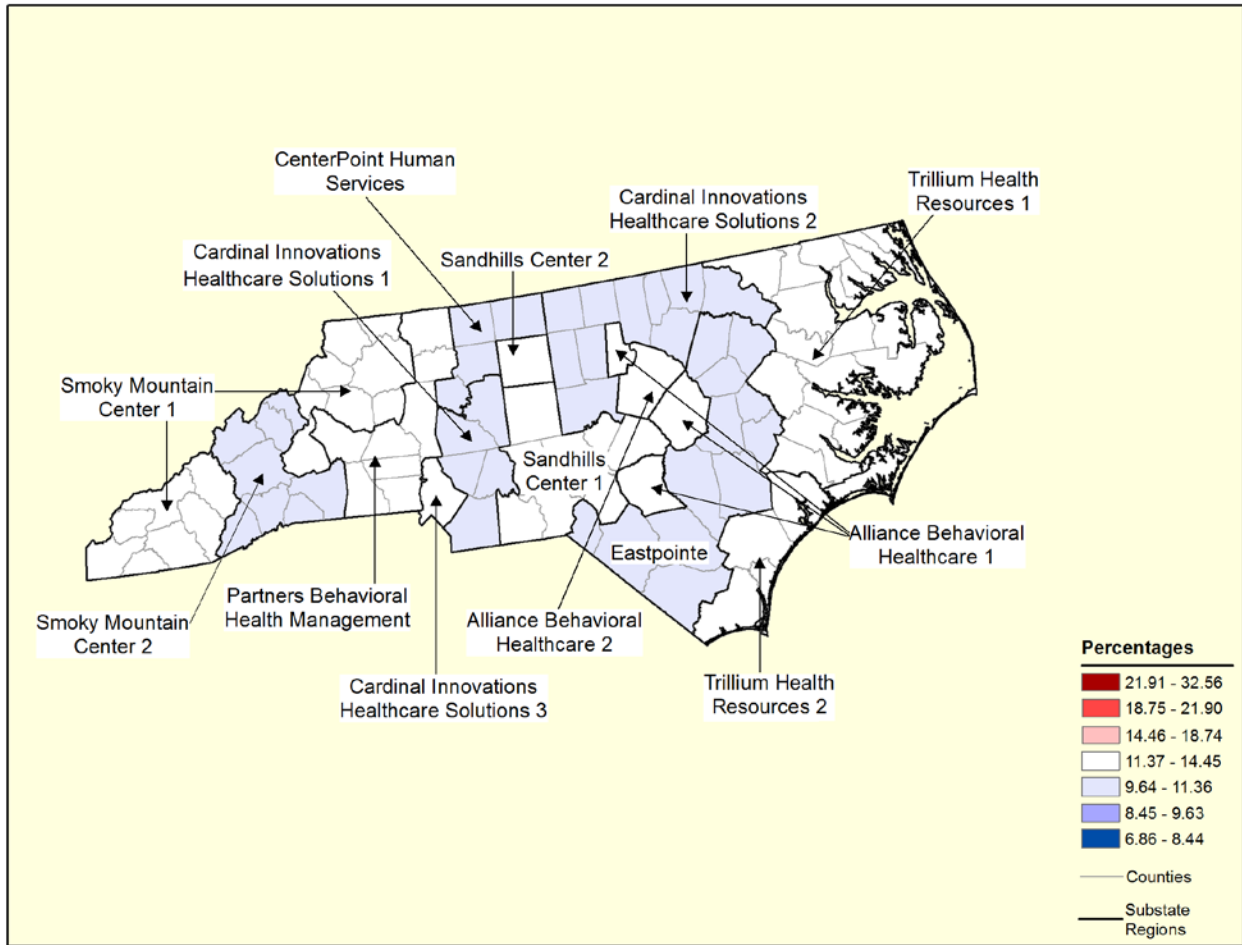 CenterPoint Human
Services
Trillium Health
Resources 1
Cardinal Innovations
Healthcare Solutions 2
Cardinal Innovations
Healthcare Solutions 1
Sandhills Center 2
Smoky Mountain
Center 1
Sandhills
Center 1
Eastpointe
Alliance Behavioral
Healthcare 1
Partners Behavioral
Health Management
Smoky Mountain
Center 2
Alliance Behavioral
Healthcare 2
Cardinal Innovations
Healthcare Solutions 3
Trillium Health
Resources 2
Percentages
21.91 - 32.56
18.75 - 21.90
14.46 - 18.74
11.37 - 14.45
9.64 - 11.36
8.45 - 9.63
6.86 - 8.44
Counties
Substate
Regions